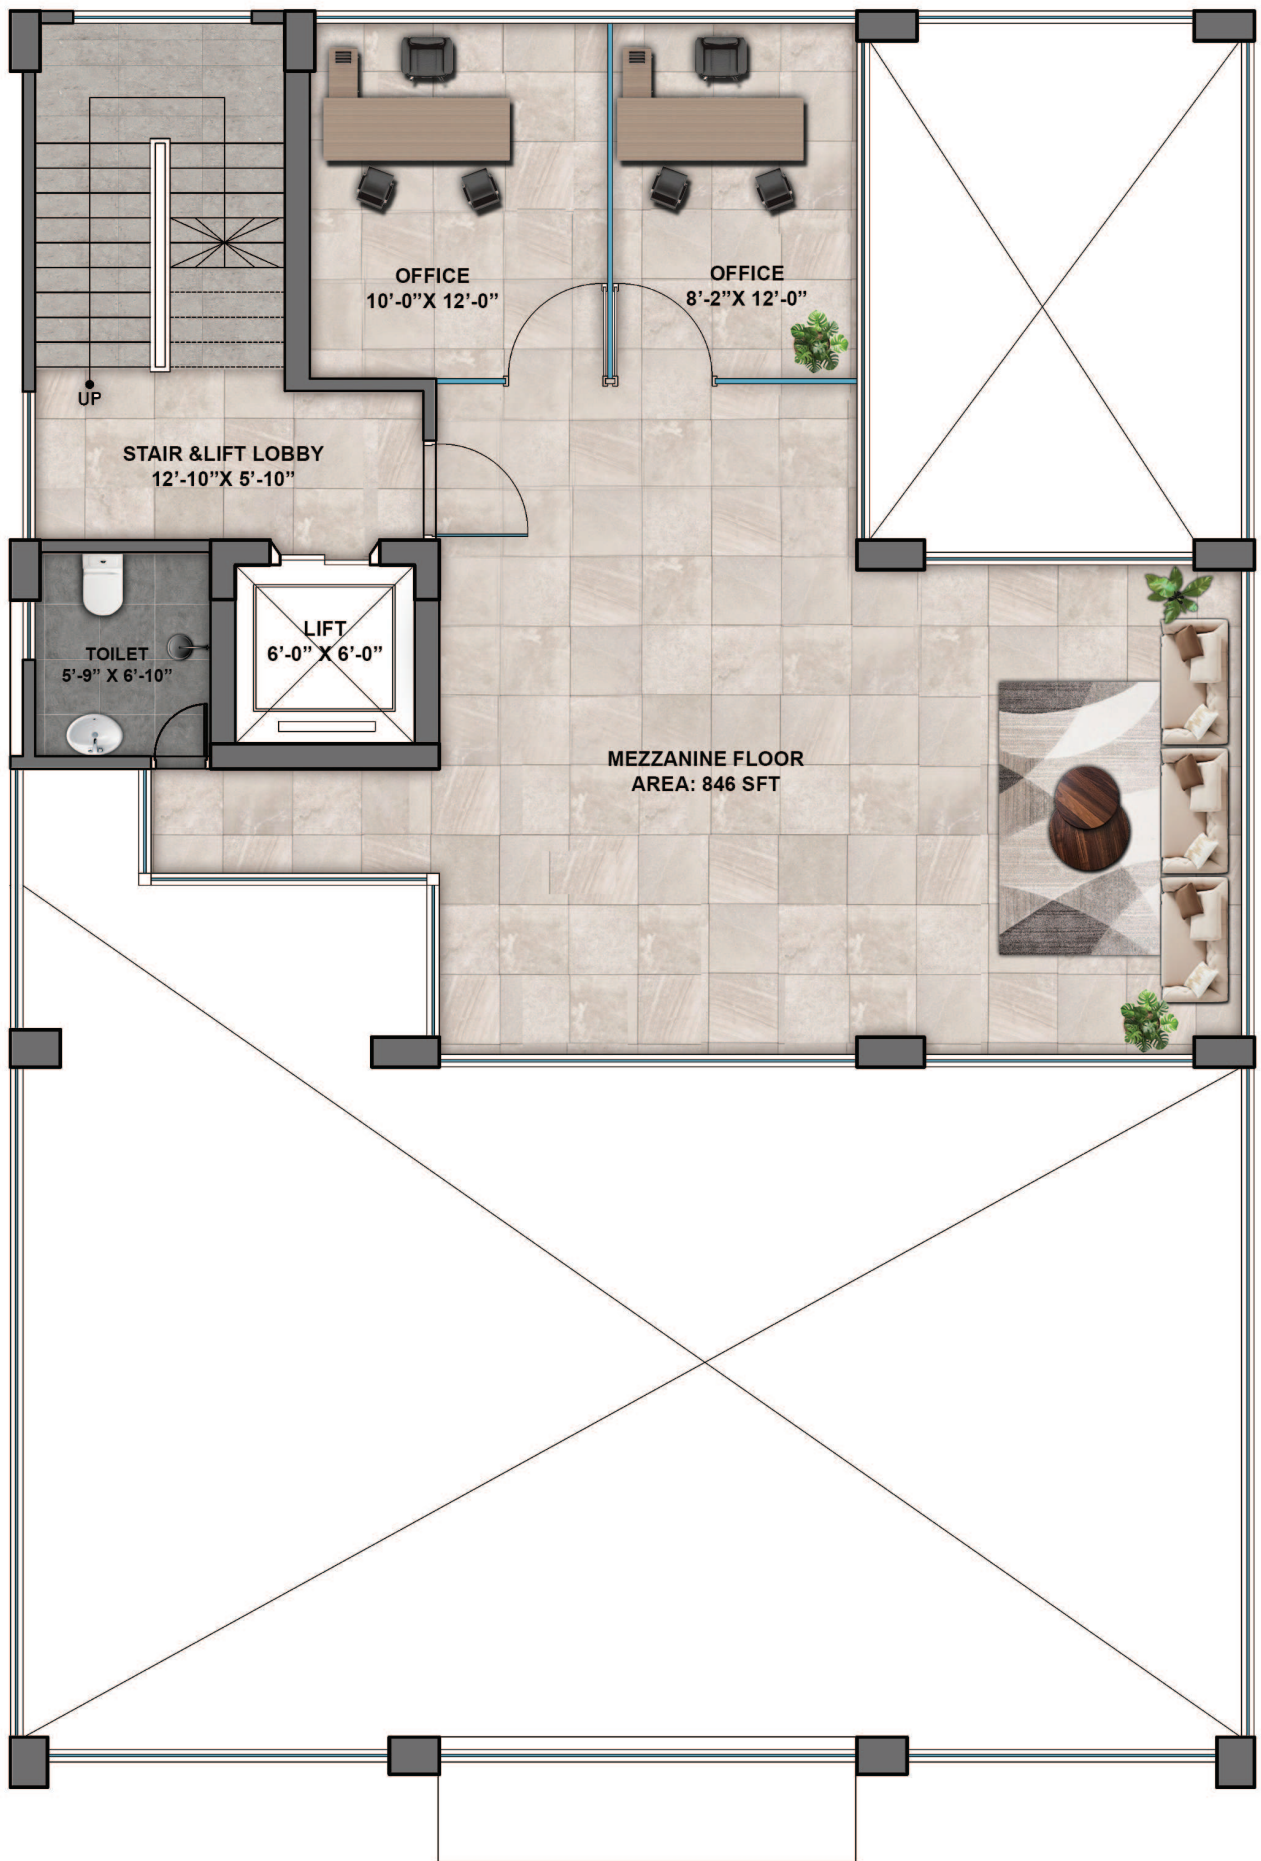 OFFICE
10’-0”X 12’-0”
OFFICE
8’-2”X 12’-0”
UP
STAIR &LIFT LOBBY
12’-10”X 5’-10”
LIFT
6’-0” X 6’-0”
TOILET
5’-9” X 6’-10”
MEZZANINE FLOOR
AREA: 846 SFT